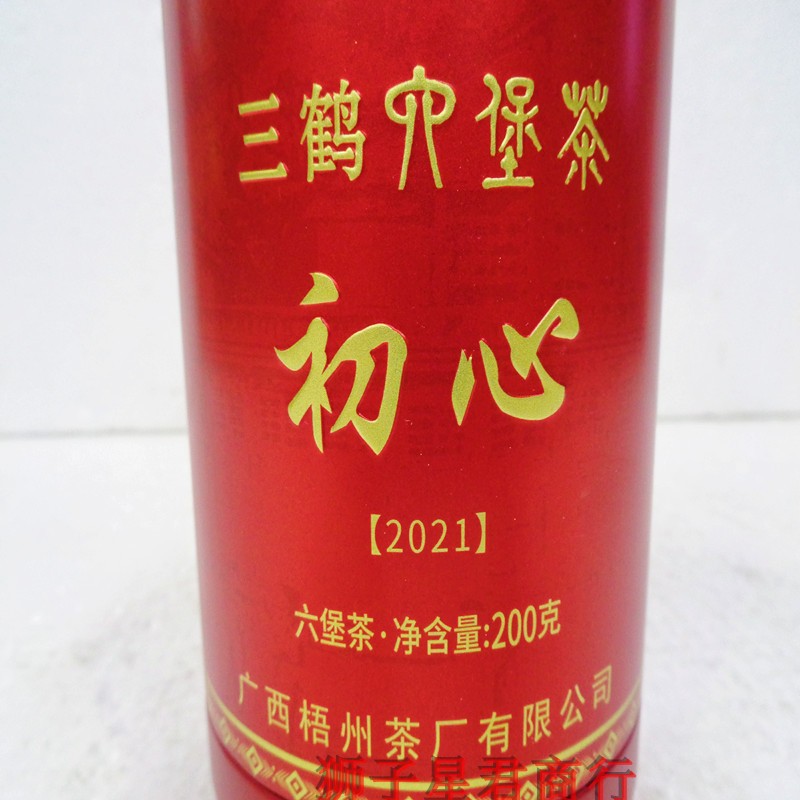 三鹤六堡茶
初心
【2021】
六堡茶·净含量:200克
广西梧州茶厂有限公司
狮子星君商行